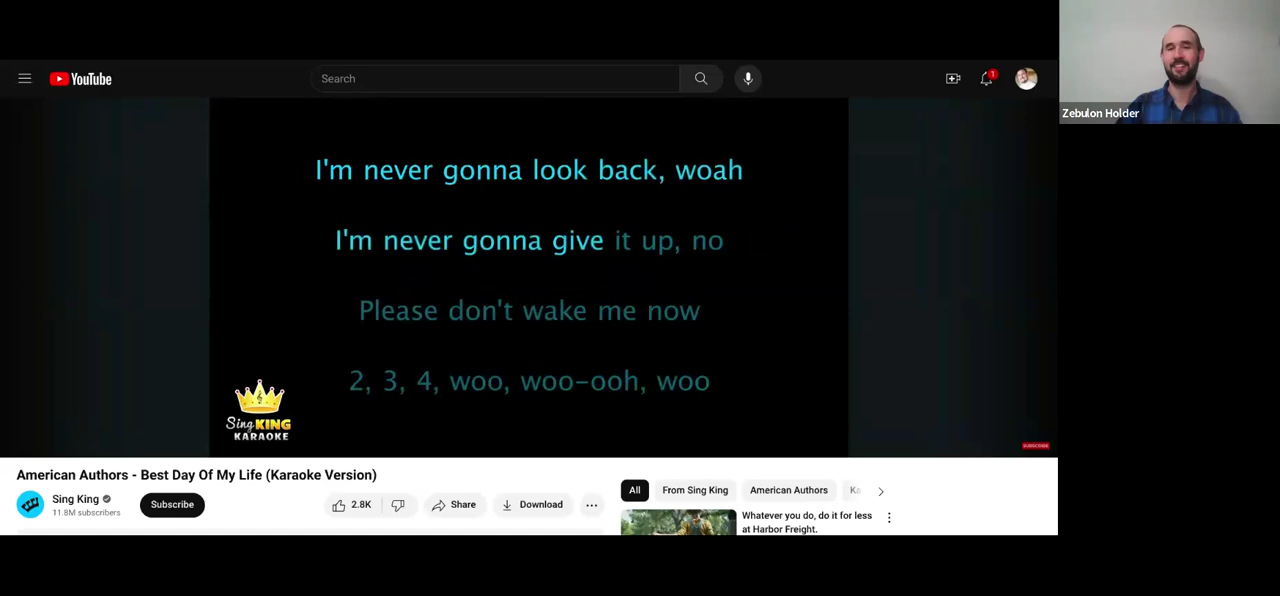 YouTube
Search
1
Zebulon Holder
I'm never gonna look back, woah
I'm never gonna give it up, no
Please don't wake me now
2, 3, 4, woo, woo-ooh, woo
Sing KING
KARAOKE
SUBSCRIBE
American Authors - Best Day Of My Life (Karaoke Version)
Sing King
11.8M subscribers
Subscribe
2.8K
Share
Download
All
From Sing King
American Authors
Ka
Whatever you do, do it for less
at Harbor Freight.